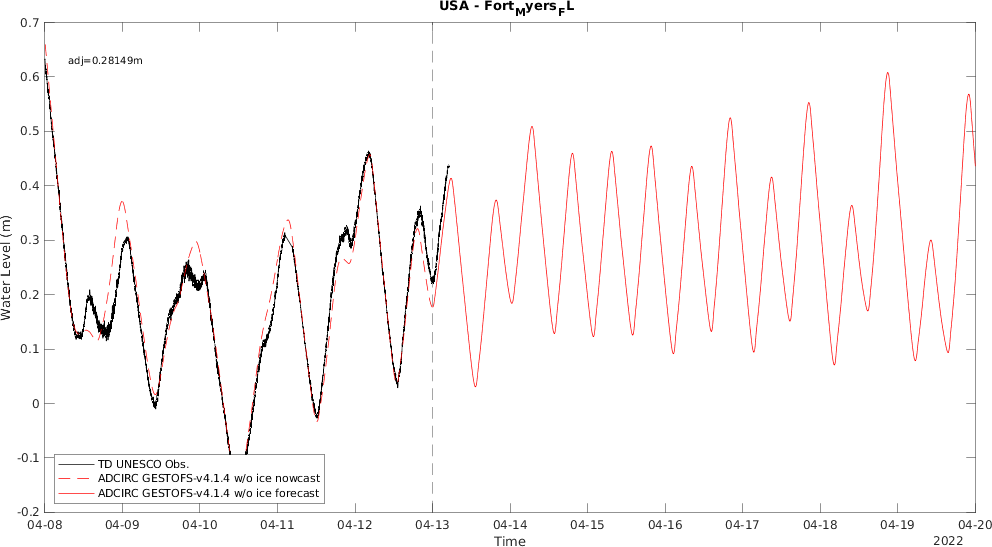 USA - Fort_Myers_FL
adj=0.28149m
0.7
0.6
0.5
0.4
0.3
0.2
0.1
0
-0.1
-0.2
Water Level (m)
TD UNESCO Obs.
ADCIRC GESTOFS-v4.1.4 w/o ice nowcast
ADCIRC GESTOFS-v4.1.4 w/o ice forecast
04-08 04-09 04-10 04-11 04-12 04-13 04-14 04-15 04-16 04-17 04-18 04-19 04-20
Time
2022